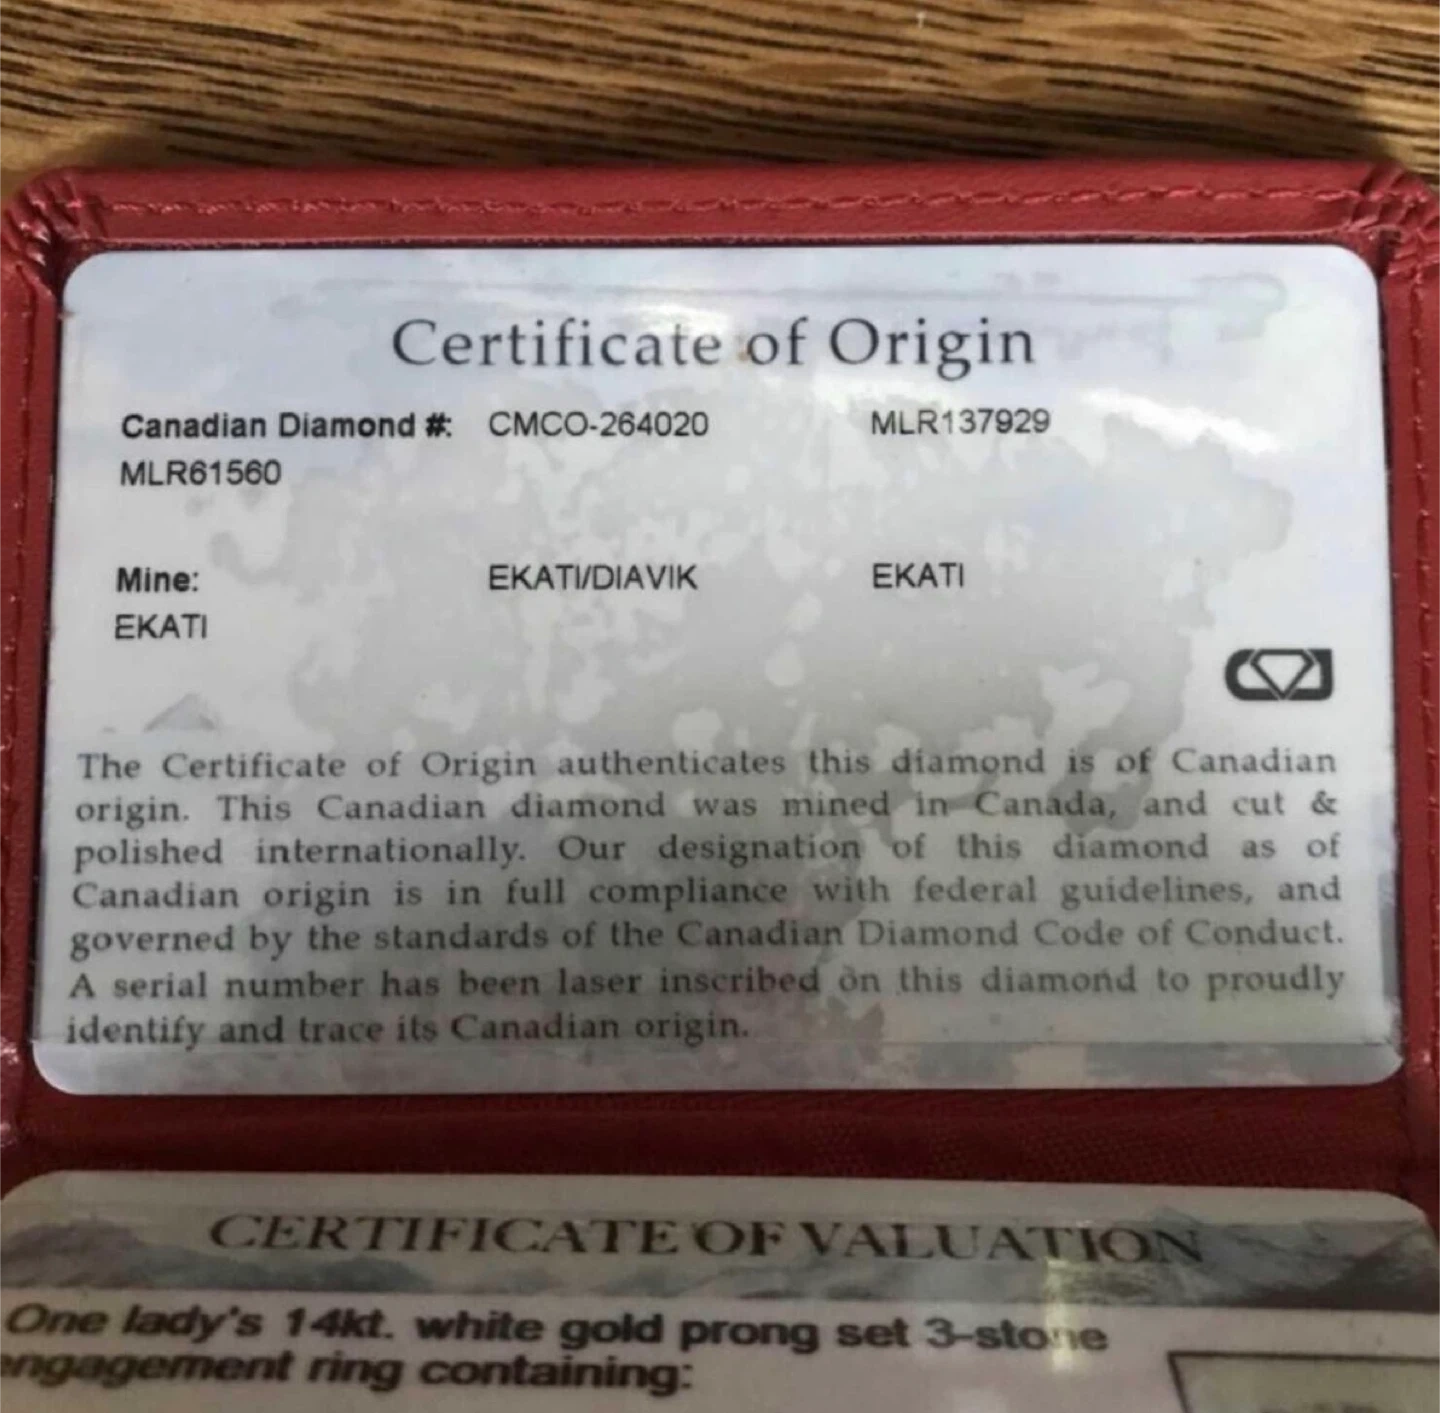 Certificate of Origin
Canadian Diamond #: CMCO-264020 MLR137929
MLR61560
Mine: EKATI/DIAVIK EKATI
EKATI
The Certificate of Origin authenticates this diamond is of Canadian
origin. This Canadian diamond was mined in Canada, and cut &
polished internationally. Our designation of this diamond as of
Canadian origin is in full compliance with federal guidelines, and
governed by the standards of the Canadian Diamond Code of Conduct.
A serial number has been laser inscribed on this diamond to proudly
identify and trace its Canadian origin.
CERTIFICATE OF VALUATION
One lady's 14kt. white gold prong set 3-stone
engagement ring containing: